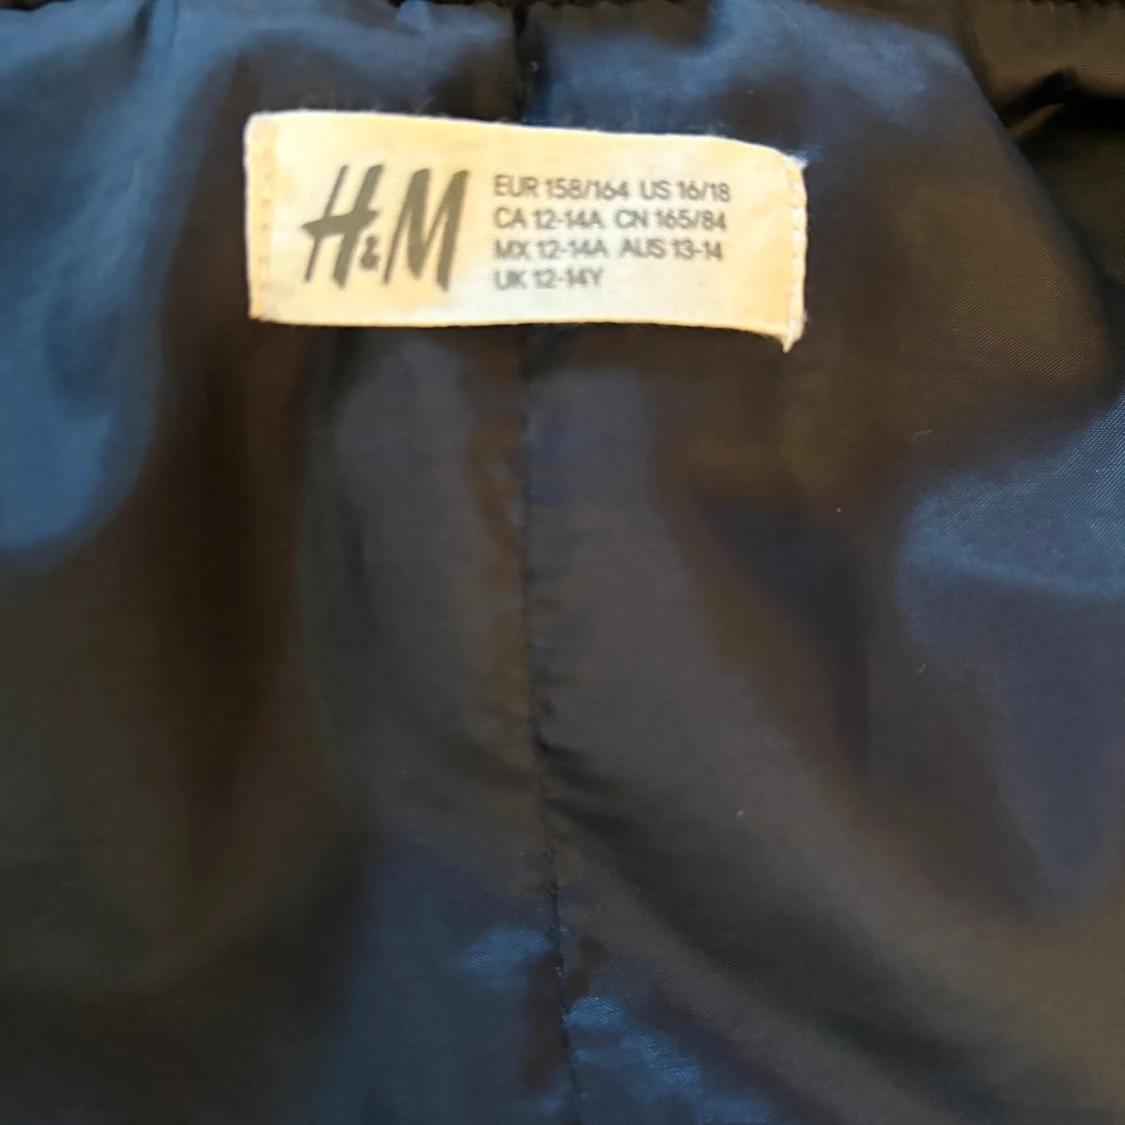 H&M
EUR 158/164 US 16/18
CA 12-14A CN 165/84
MX 12-14A AUS 13-14
UK 12-14Y